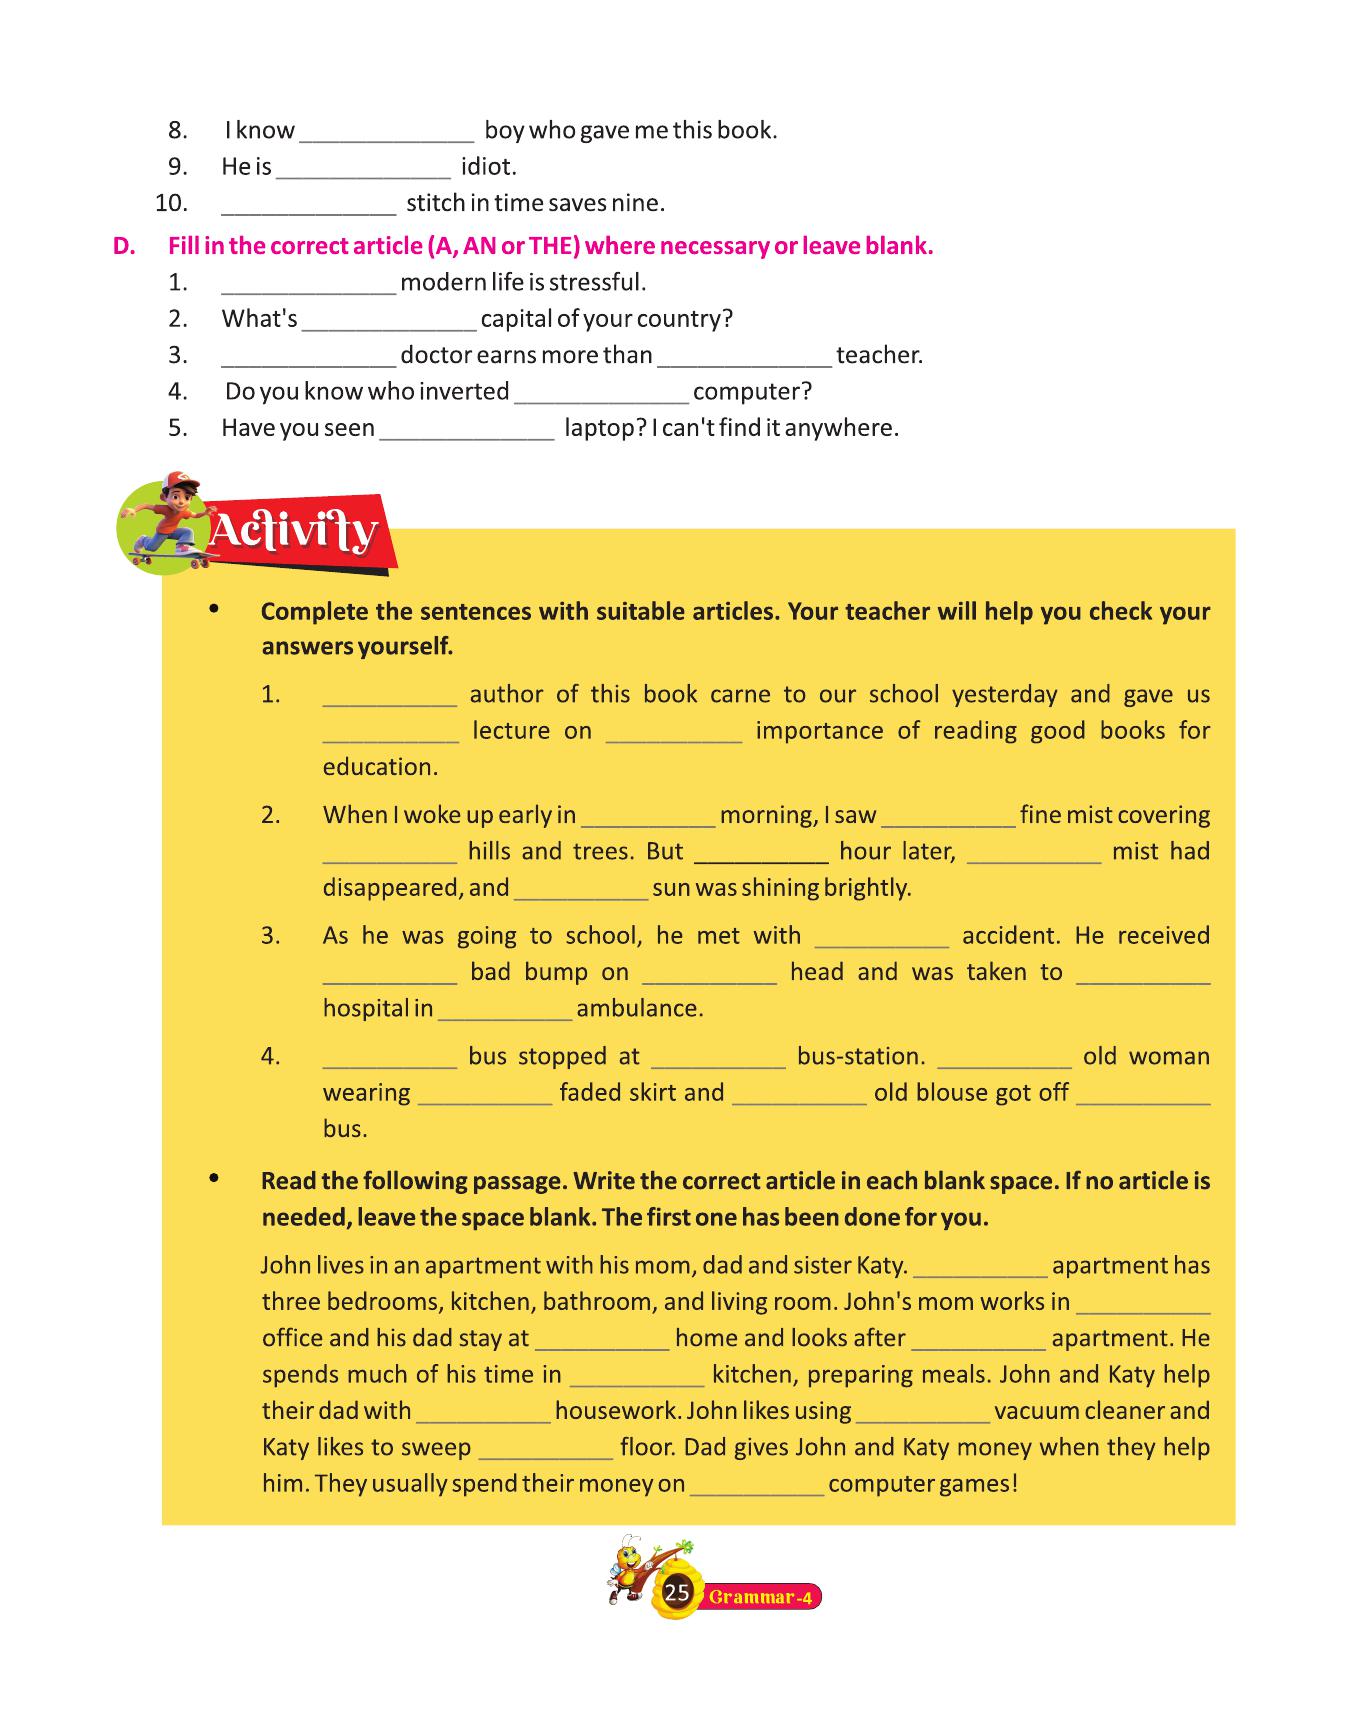 8. I know _____________ boy who gave me this book.
9. He is _____________ idiot.
10. _____________ stitch in time saves nine.
D. Fill in the correct article (A, AN or THE) where necessary or leave blank.
1. _____________ modern life is stressful.
2. What's _____________ capital of your country?
3. _____________ doctor earns more than _____________ teacher.
4. Do you know who inverted _____________ computer?
5. Have you seen _____________ laptop? I can't find it anywhere.
Activity
• Complete the sentences with suitable articles. Your teacher will help you check your
answers yourself.
1. __________ author of this book carne to our school yesterday and gave us
__________ lecture on __________ importance of reading good books for
education.
2. When I woke up early in __________ morning, I saw __________ fine mist covering
__________ hills and trees. But __________ hour later, __________ mist had
disappeared, and __________ sun was shining brightly.
3. As he was going to school, he met with __________ accident. He received
__________ bad bump on __________ head and was taken to __________
hospital in __________ ambulance.
4. __________ bus stopped at __________ bus-station. __________ old woman
wearing __________ faded skirt and __________ old blouse got off __________
bus.
• Read the following passage. Write the correct article in each blank space. If no article is
needed, leave the space blank. The first one has been done for you.
John lives in an apartment with his mom, dad and sister Katy. __________ apartment has
three bedrooms, kitchen, bathroom, and living room. John's mom works in __________
office and his dad stay at __________ home and looks after __________ apartment. He
spends much of his time in __________ kitchen, preparing meals. John and Katy help
their dad with __________ housework. John likes using __________ vacuum cleaner and
Katy likes to sweep __________ floor. Dad gives John and Katy money when they help
him. They usually spend their money on __________ computer games!
25 Grammar-4